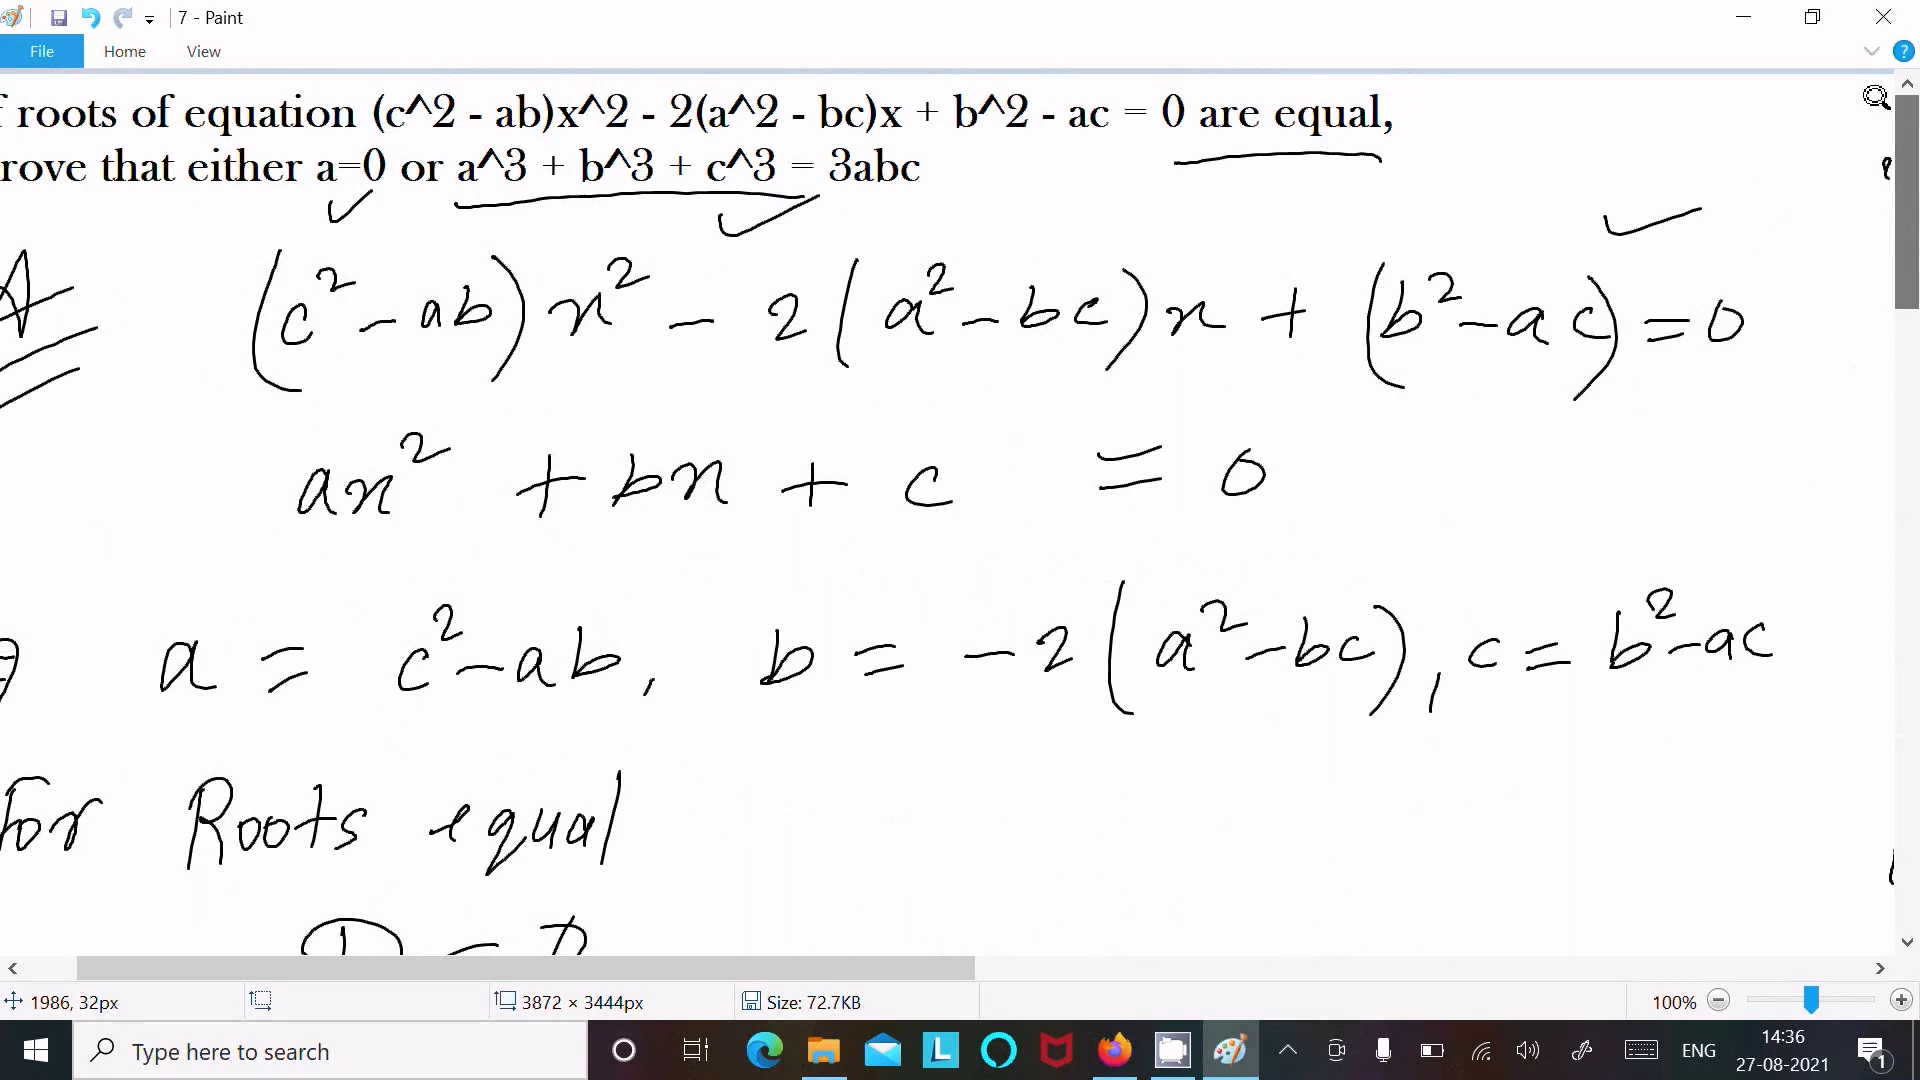 7 - Paint
File Home View
f roots of equation (c^2 - ab)x^2 - 2(a^2 - bc)x + b^2 - ac = 0 are equal,
rove that either a=0 or a^3 + b^3 + c^3 = 3abc
A (c² - ab) x² - 2 (a² - bc) x + (b² - ac) = 0
ax² + bx + c = 0
a = c² - ab, b = -2 (a² - bc), c = b² - ac
For Roots equal
D = 0
1986, 32px 3872 × 3444px Size: 72.7KB 100%
Type here to search ENG 14:36
27-08-2021 1